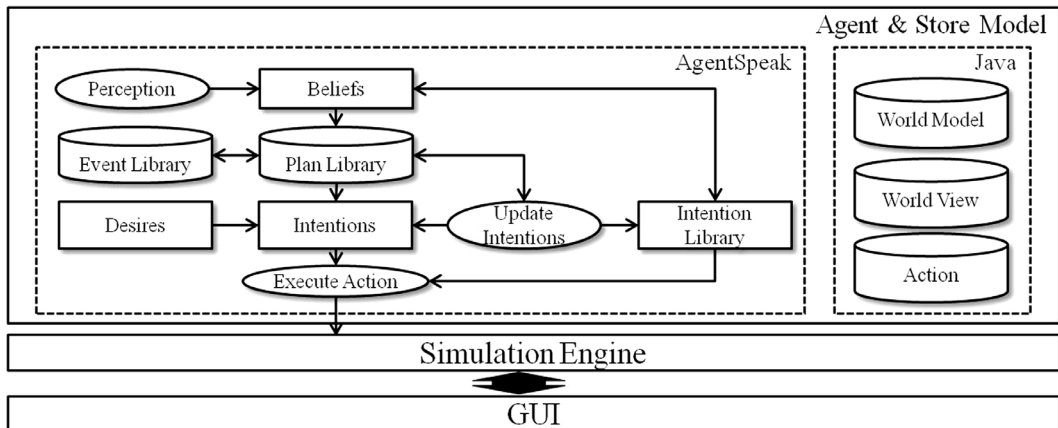 Agent & Store Model
AgentSpeak
Java
Perception
Beliefs
World Model
Event Library
Plan Library
World View
Desires
Intentions
Update
Intentions
Intention
Library
Execute Action
Action
Simulation Engine
GUI